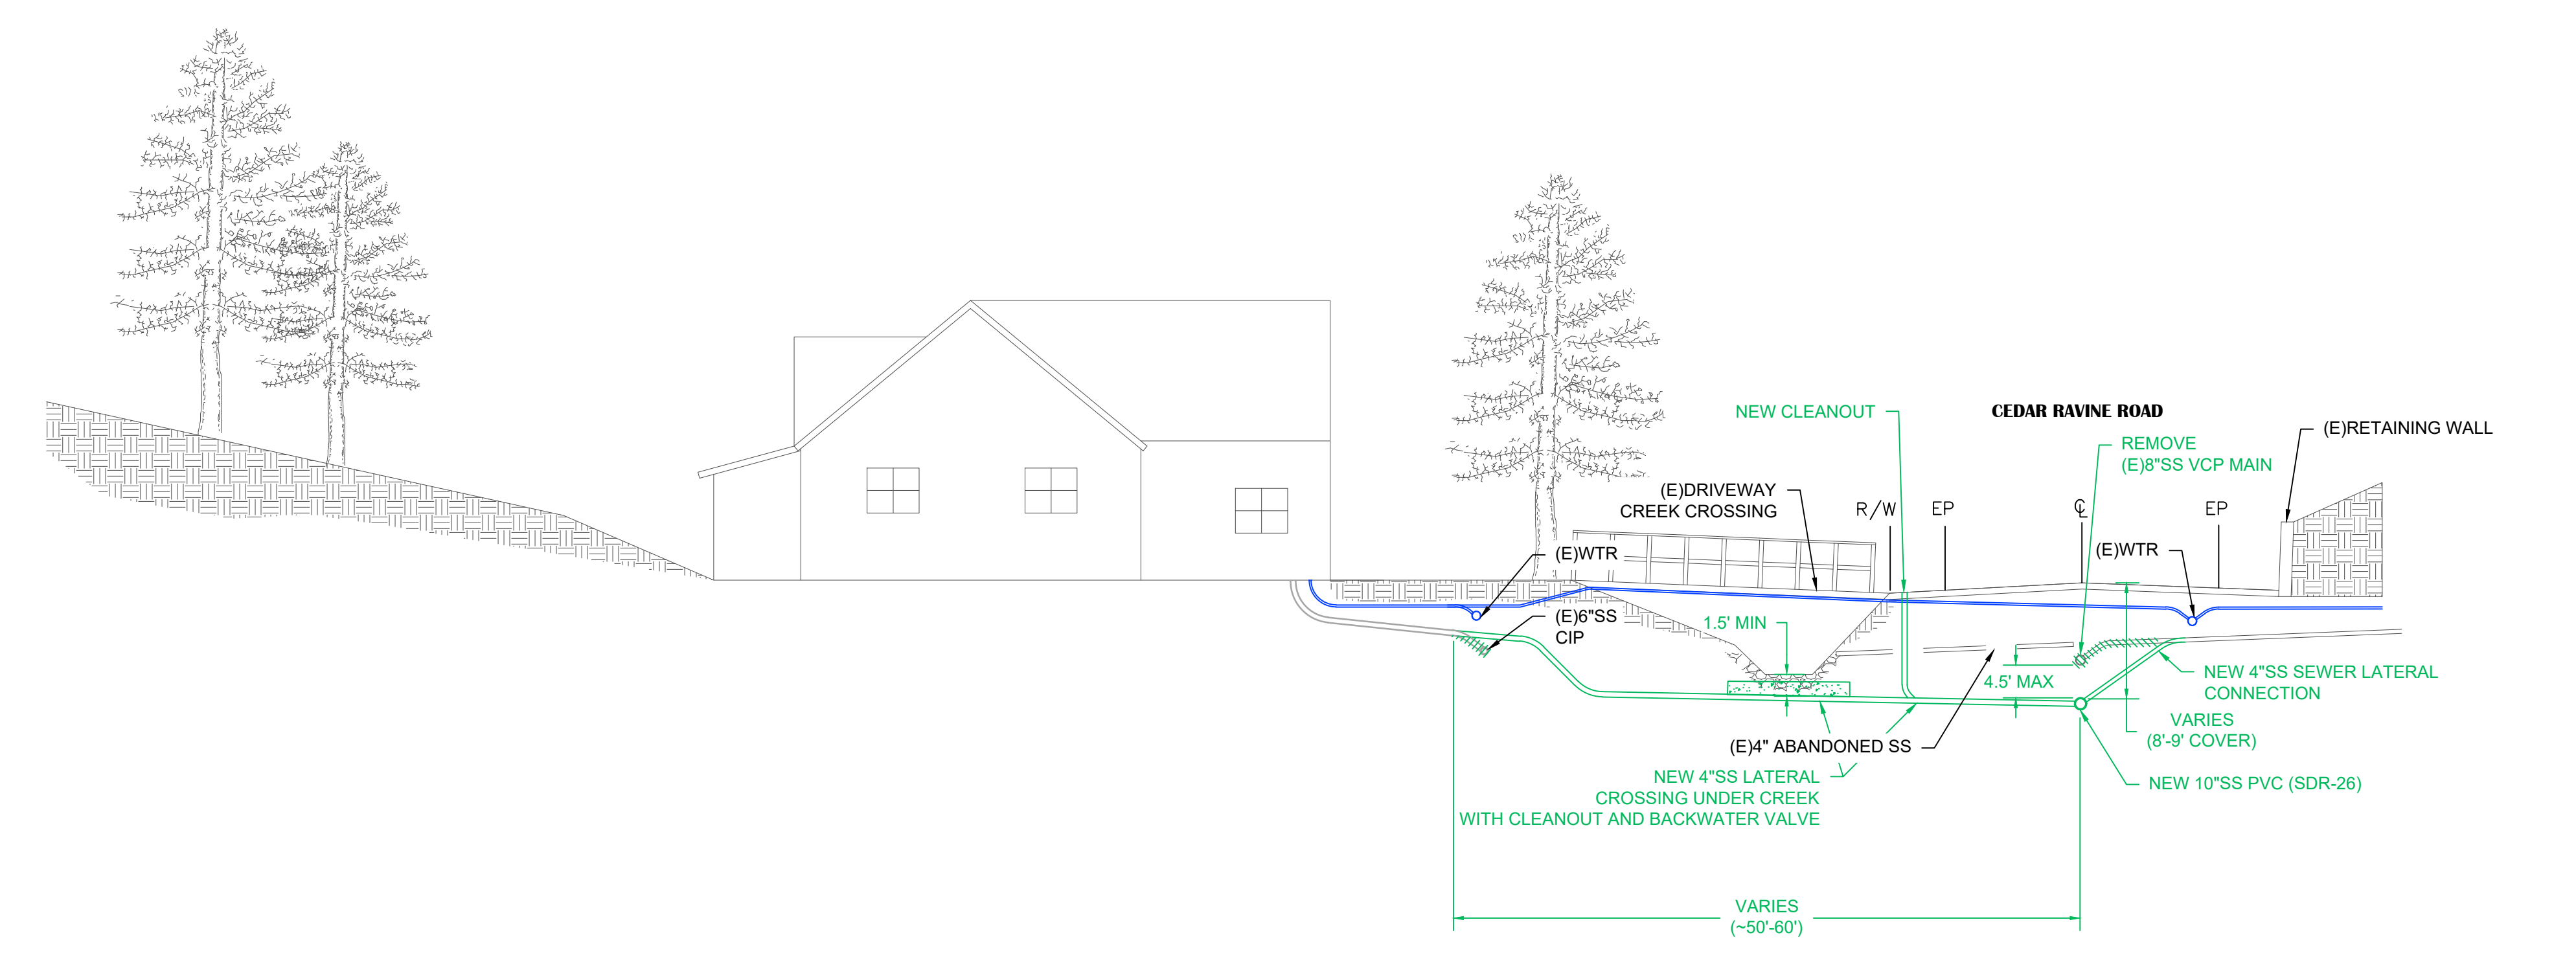 NEW CLEANOUT
CEDAR RAVINE ROAD
(E)RETAINING WALL
REMOVE
(E)8"SS VCP MAIN
(E)DRIVEWAY
CREEK CROSSING
R/W
EP
℄
EP
(E)WTR
(E)WTR
(E)6"SS
CIP
1.5' MIN
4.5' MAX
NEW 4"SS SEWER LATERAL
CONNECTION
VARIES
(8'-9' COVER)
(E)4" ABANDONED SS
NEW 4"SS LATERAL
CROSSING UNDER CREEK
WITH CLEANOUT AND BACKWATER VALVE
NEW 10"SS PVC (SDR-26)
VARIES
(~50'-60')